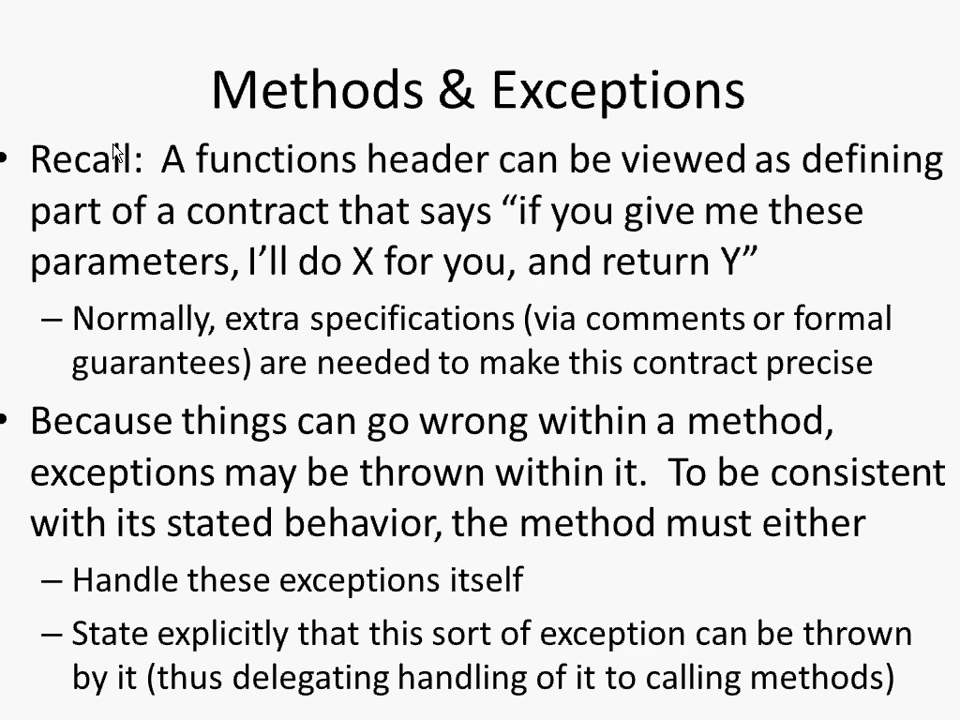 Methods & Exceptions
• Recall:  A functions header can be viewed as defining
part of a contract that says “if you give me these
parameters, I’ll do X for you, and return Y”
– Normally, extra specifications (via comments or formal
guarantees) are needed to make this contract precise
• Because things can go wrong within a method,
exceptions may be thrown within it.  To be consistent
with its stated behavior, the method must either
– Handle these exceptions itself
– State explicitly that this sort of exception can be thrown
by it (thus delegating handling of it to calling methods)